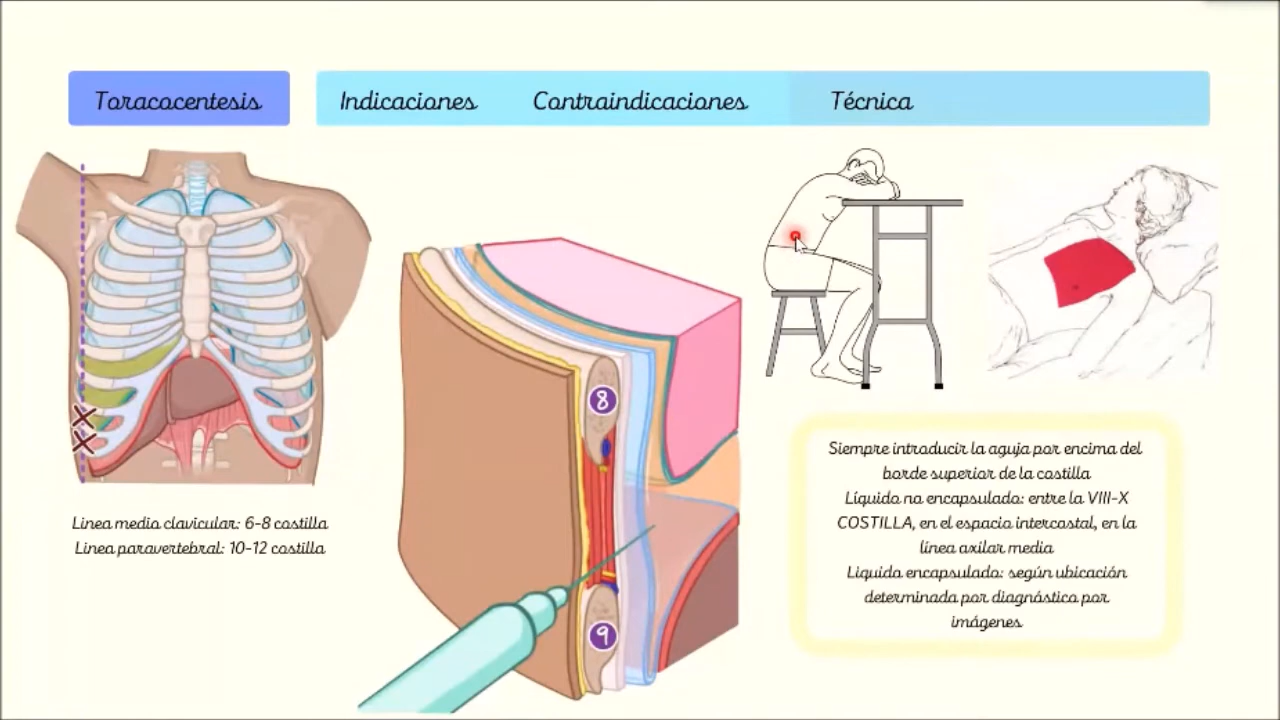 Toracocentesis
Indicaciones
Contraindicaciones
Técnica
8
9
Linea medio clavicular: 6-8 costilla
Linea paravertebral: 10-12 costilla
Siempre introducir la aguja por encima del
borde superior de la costilla
Líquido no encapsulado: entre la VIII-X
COSTILLA, en el espacio intercostal, en la
línea axilar media
Liquido encapsulado: según ubicación
determinada por diagnóstico por
imágenes